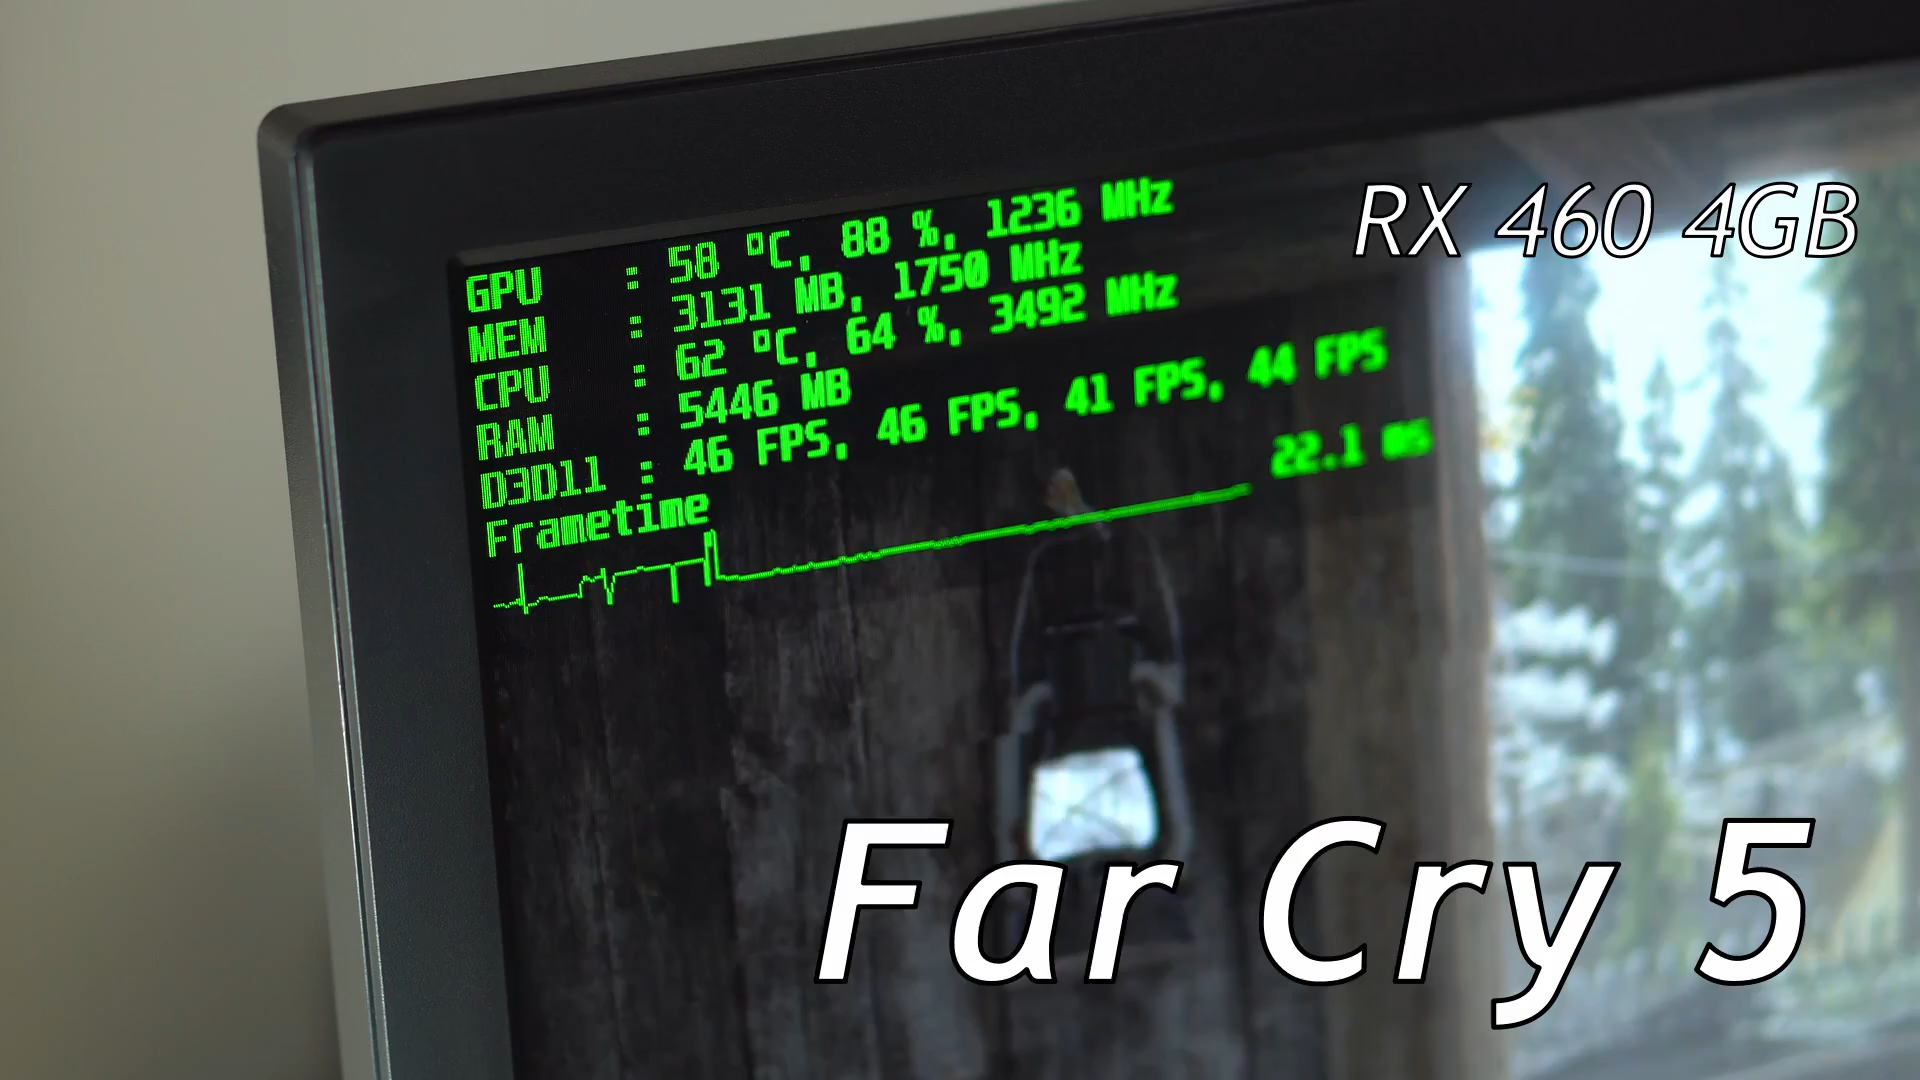 RX 460 4GB
GPU : 58 °C, 88 %, 1236 MHz
MEM : 3131 MB, 1750 MHz
CPU : 62 °C, 64 %, 3492 MHz
RAM : 5446 MB
D3D11 : 46 FPS, 46 FPS, 41 FPS, 44 FPS
Frametime 22.1 ms
Far Cry 5